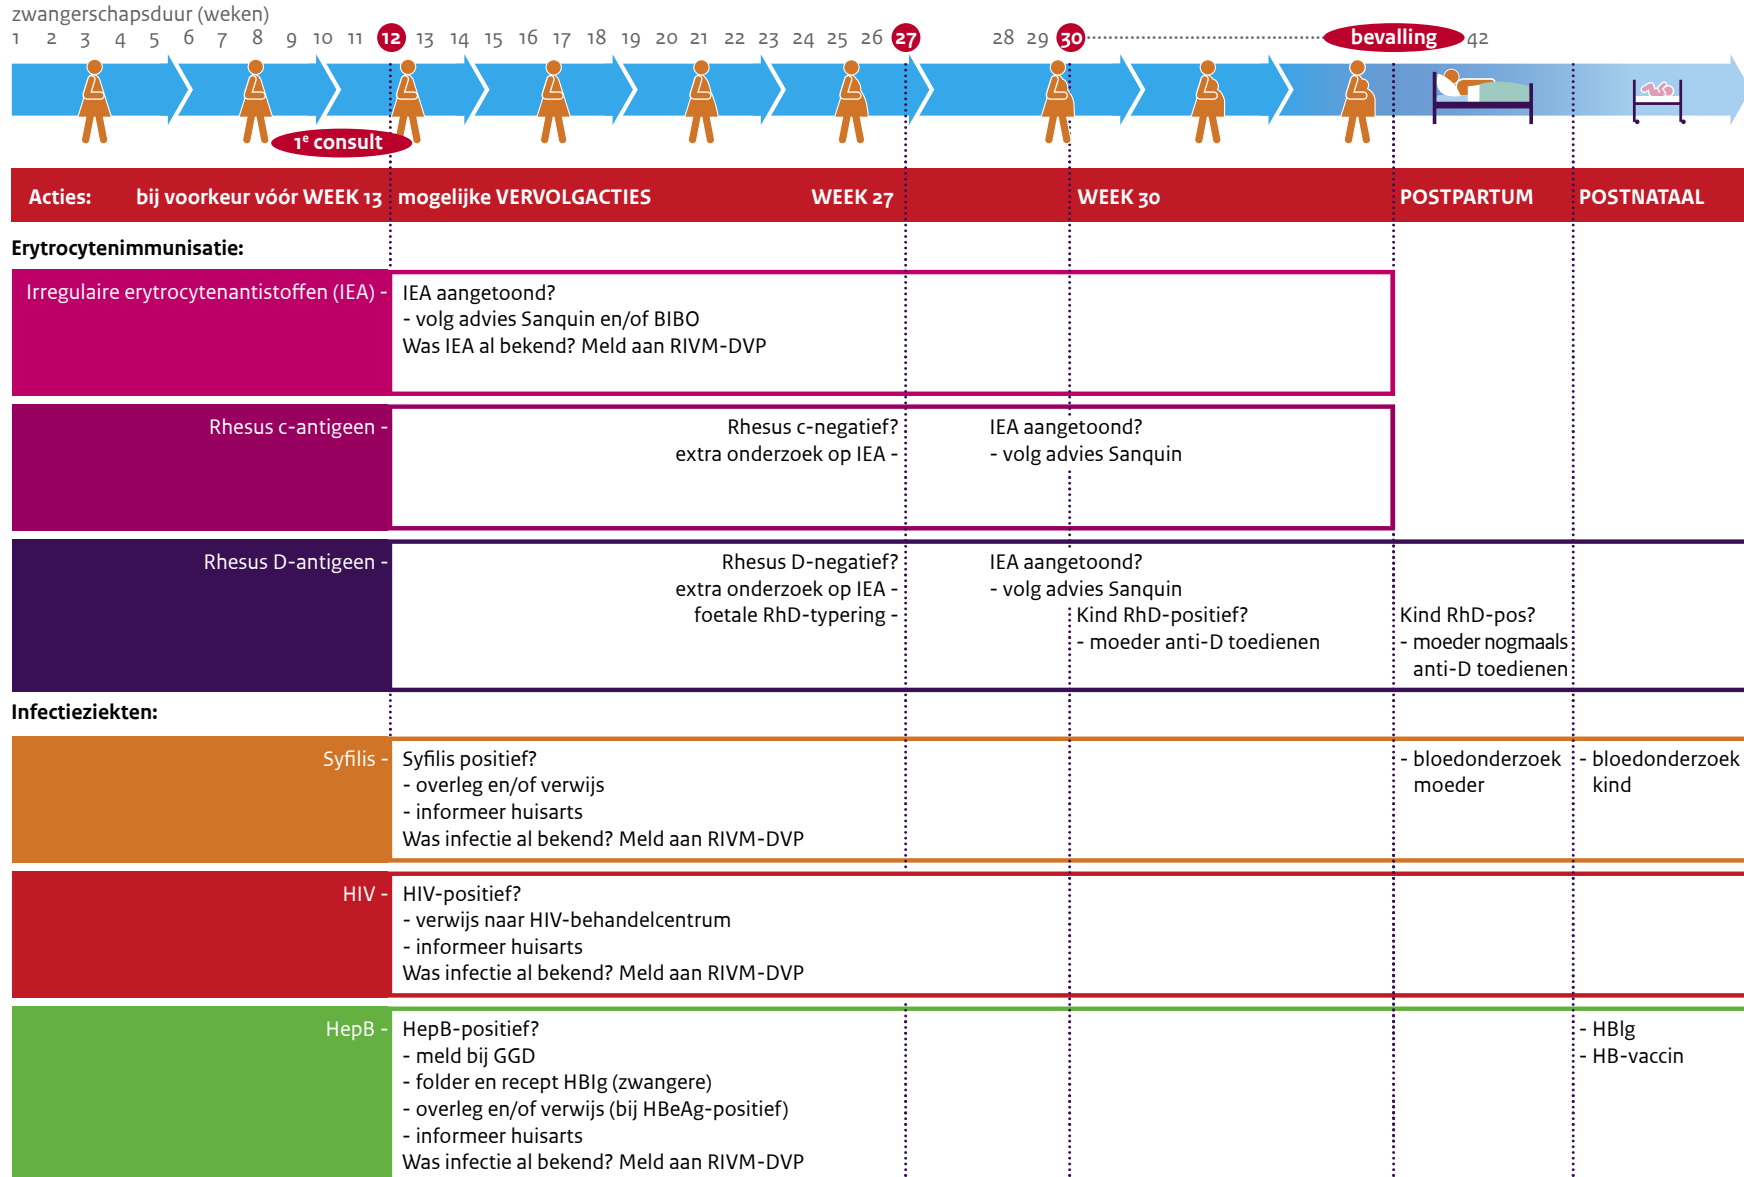 zwangerschapsduur (weken)
1 2 3 4 5 6 7 8 9 10 11 12 13 14 15 16 17 18 19 20 21 22 23 24 25 26 27 28 29 30 bevalling 42
1e consult
Acties: bij voorkeur vóór WEEK 13 mogelijke VERVOLGACTIES WEEK 27 WEEK 30 POSTPARTUM POSTNATAAL
Erytrocytenimmunisatie:
Irregulaire erytrocytenantistoffen (IEA) -
IEA aangetoond?
- volg advies Sanquin en/of BIBO
Was IEA al bekend? Meld aan RIVM-DVP
Rhesus c-antigeen -
Rhesus c-negatief?
extra onderzoek op IEA -
IEA aangetoond?
- volg advies Sanquin
Rhesus D-antigeen -
Rhesus D-negatief?
extra onderzoek op IEA -
foetale RhD-typering -
IEA aangetoond?
- volg advies Sanquin
Kind RhD-positief?
- moeder anti-D toedienen
Kind RhD-pos?
- moeder nogmaals
anti-D toedienen
Infectieziekten:
Syfilis -
Syfilis positief?
- overleg en/of verwijs
- informeer huisarts
Was infectie al bekend? Meld aan RIVM-DVP
- bloedonderzoek
moeder
- bloedonderzoek
kind
HIV -
HIV-positief?
- verwijs naar HIV-behandelcentrum
- informeer huisarts
Was infectie al bekend? Meld aan RIVM-DVP
HepB -
HepB-positief?
- meld bij GGD
- folder en recept HBIg (zwangere)
- overleg en/of verwijs (bij HBeAg-positief)
- informeer huisarts
Was infectie al bekend? Meld aan RIVM-DVP
- HBlg
- HB-vaccin